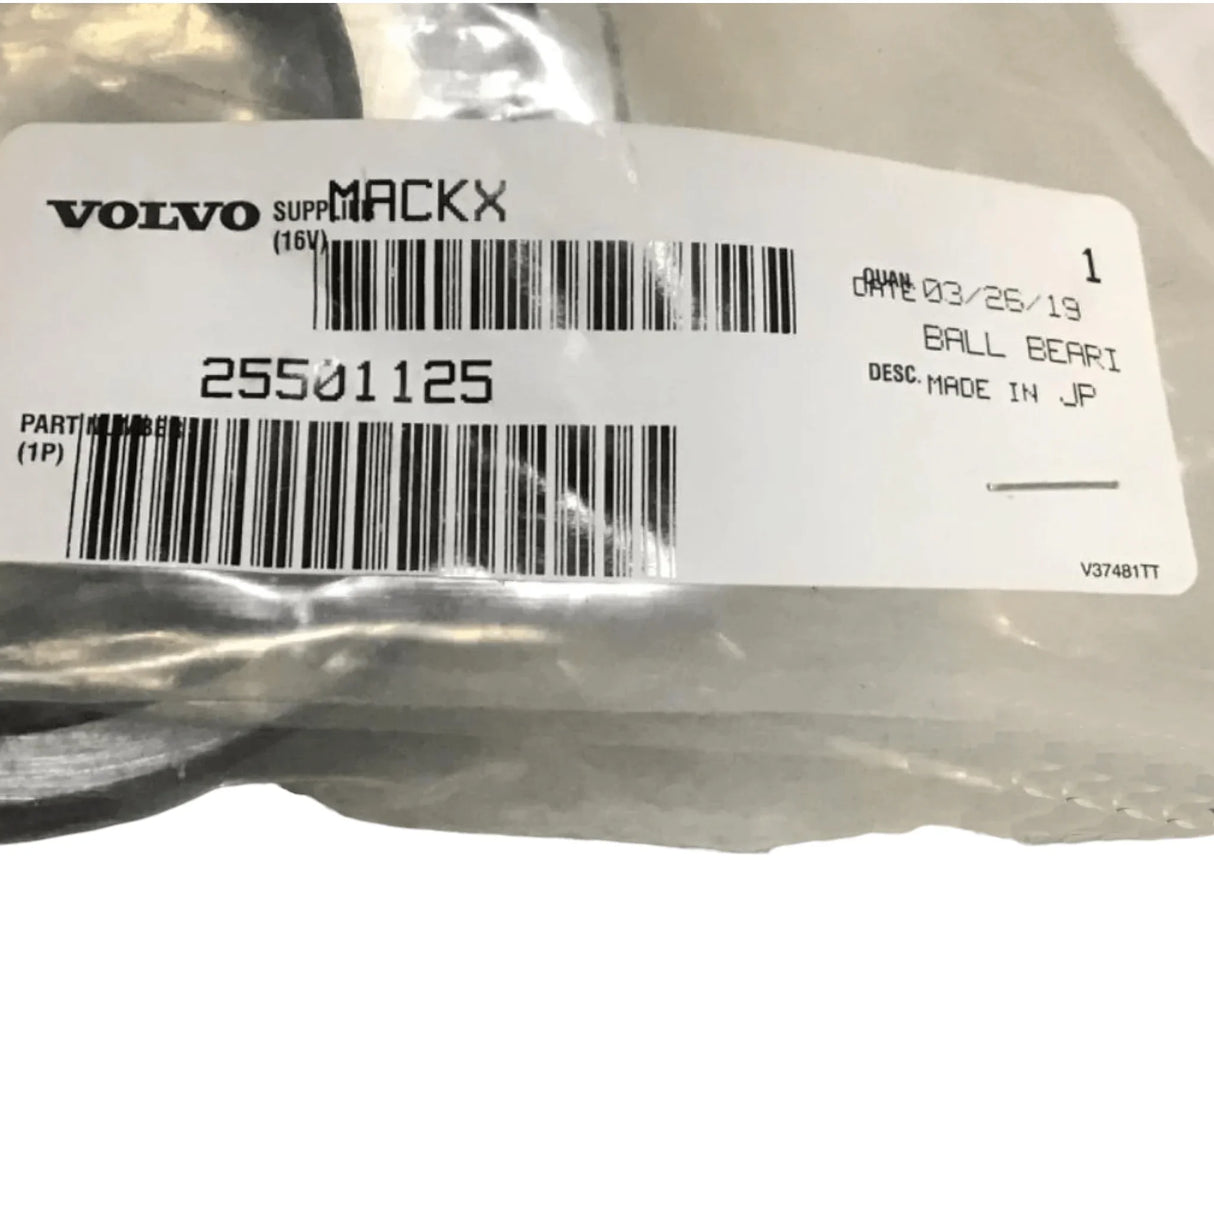 VOLVO SUPPLIER MACKX
(16V)
1
QUAN.
DATE 03/26/19
BALL BEARI
25501125
DESC. MADE IN JP
PART NUMBER
(1P)
V37481TT